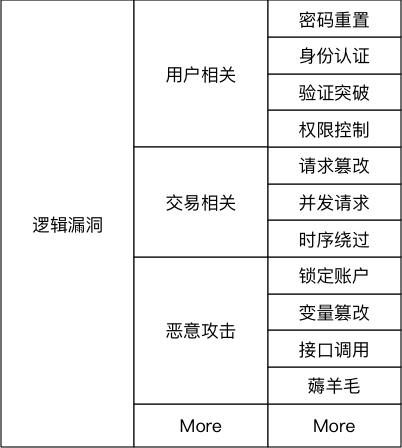 逻辑漏洞
用户相关
密码重置
身份认证
验证突破
权限控制
交易相关
请求篡改
并发请求
时序绕过
恶意攻击
锁定账户
变量篡改
接口调用
薅羊毛
More
More